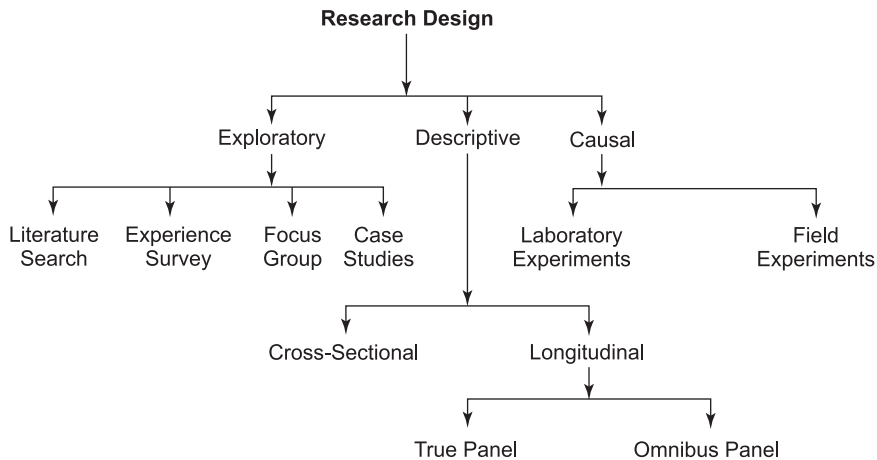 Research Design
Exploratory
Descriptive
Causal
Literature
Search
Experience
Survey
Focus
Group
Case
Studies
Laboratory
Experiments
Field
Experiments
Cross-Sectional
Longitudinal
True Panel
Omnibus Panel